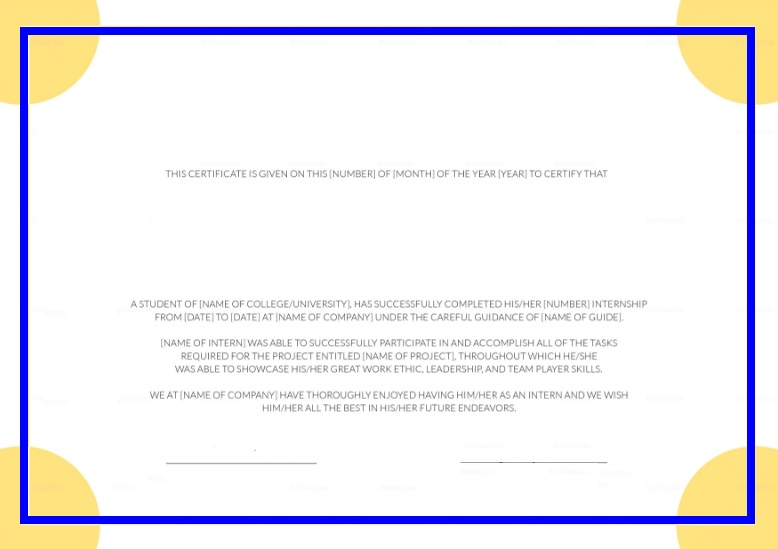 THIS CERTIFICATE IS GIVEN ON THIS [NUMBER] OF [MONTH] OF THE YEAR [YEAR] TO CERTIFY THAT
A STUDENT OF [NAME OF COLLEGE/UNIVERSITY], HAS SUCCESSFULLY COMPLETED HIS/HER [NUMBER] INTERNSHIP
FROM [DATE] TO [DATE] AT [NAME OF COMPANY] UNDER THE CAREFUL GUIDANCE OF [NAME OF GUIDE].
[NAME OF INTERN] WAS ABLE TO SUCCESSFULLY PARTICIPATE IN AND ACCOMPLISH ALL OF THE TASKS
REQUIRED FOR THE PROJECT ENTITLED [NAME OF PROJECT], THROUGHOUT WHICH HE/SHE
WAS ABLE TO SHOWCASE HIS/HER GREAT WORK ETHIC, LEADERSHIP, AND TEAM PLAYER SKILLS.
WE AT [NAME OF COMPANY] HAVE THOROUGHLY ENJOYED HAVING HIM/HER AS AN INTERN AND WE WISH
HIM/HER ALL THE BEST IN HIS/HER FUTURE ENDEAVORS.